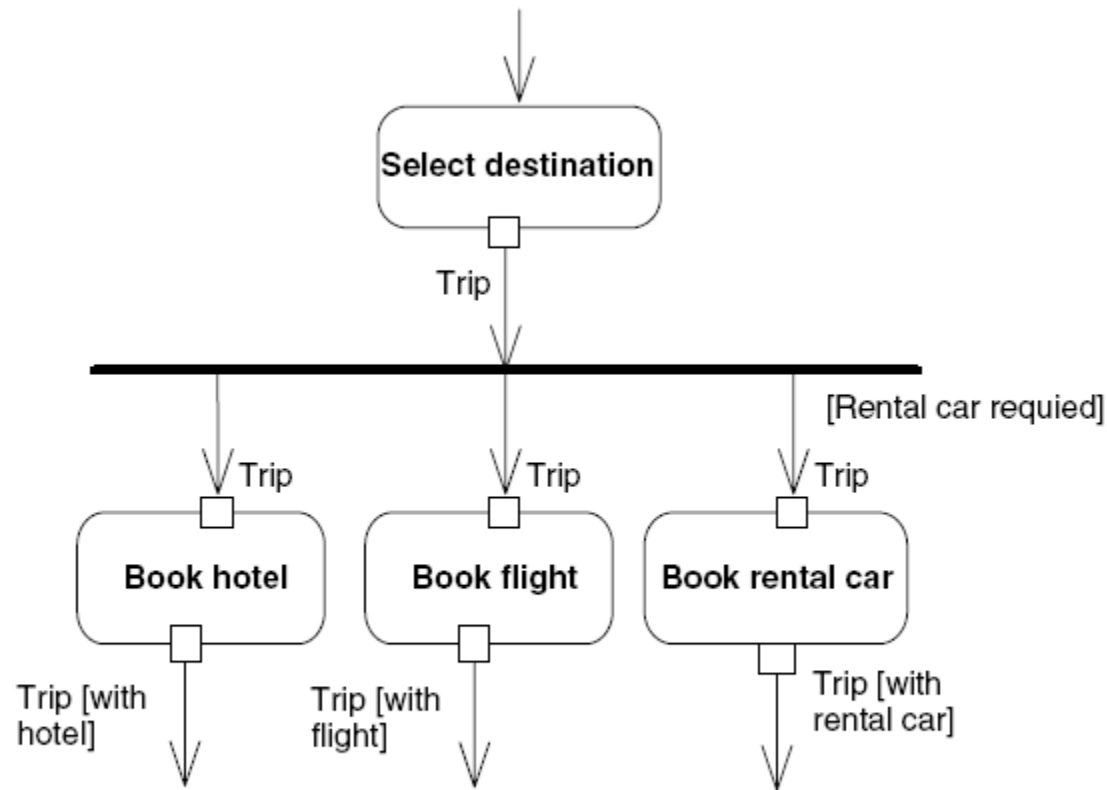 Select destination
Trip
[Rental car requied]
Trip
Trip
Trip
Book hotel
Book flight
Book rental car
Trip [with
hotel]
Trip [with
flight]
Trip [with
rental car]